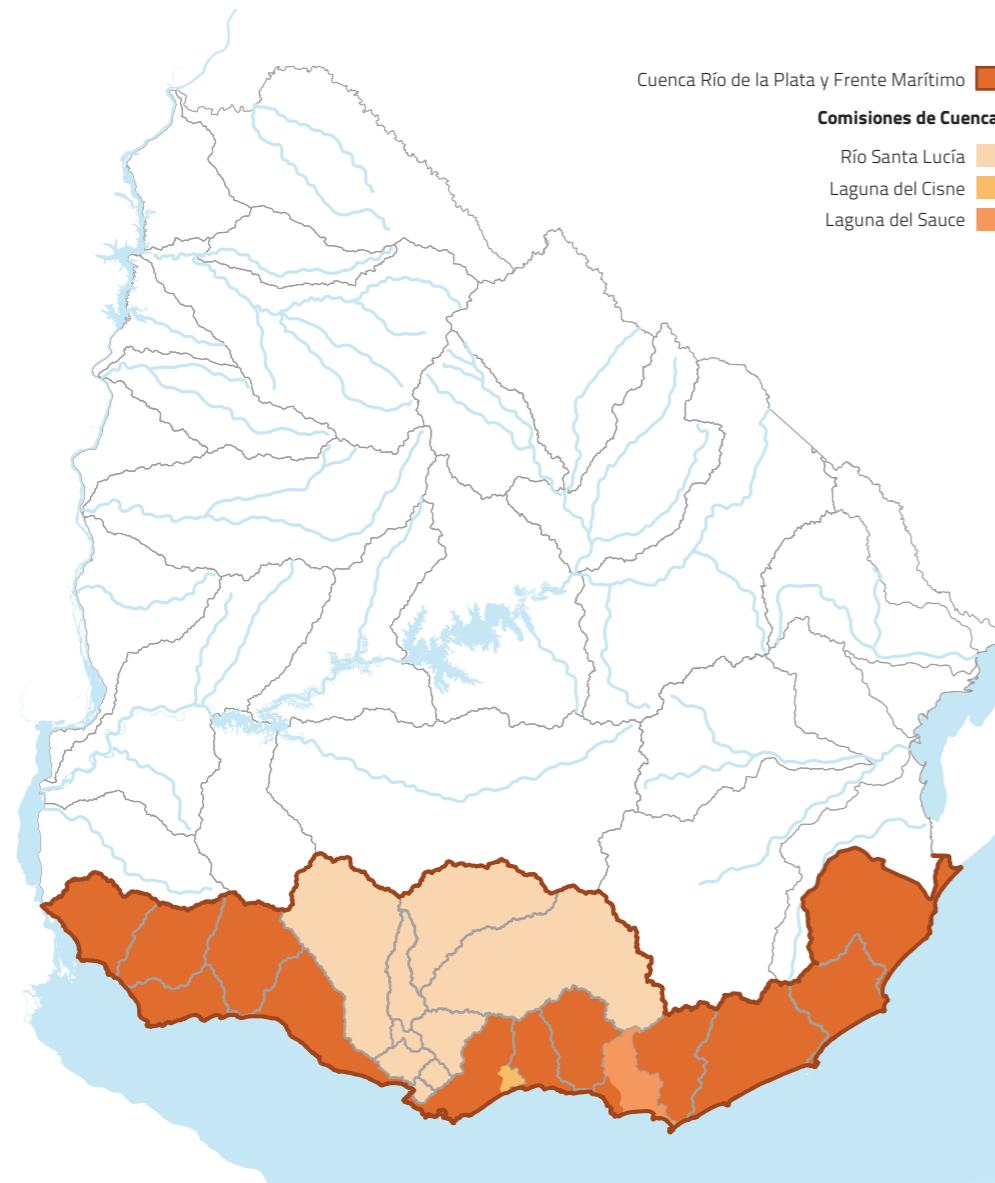 Cuenca Río de la Plata y Frente Marítimo
Comisiones de Cuenca
Río Santa Lucía
Laguna del Cisne
Laguna del Sauce